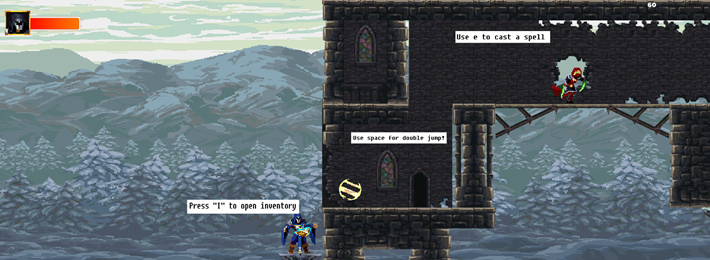 60
Use e to cast a spell
Use space for double jump!
Press "I" to open inventory